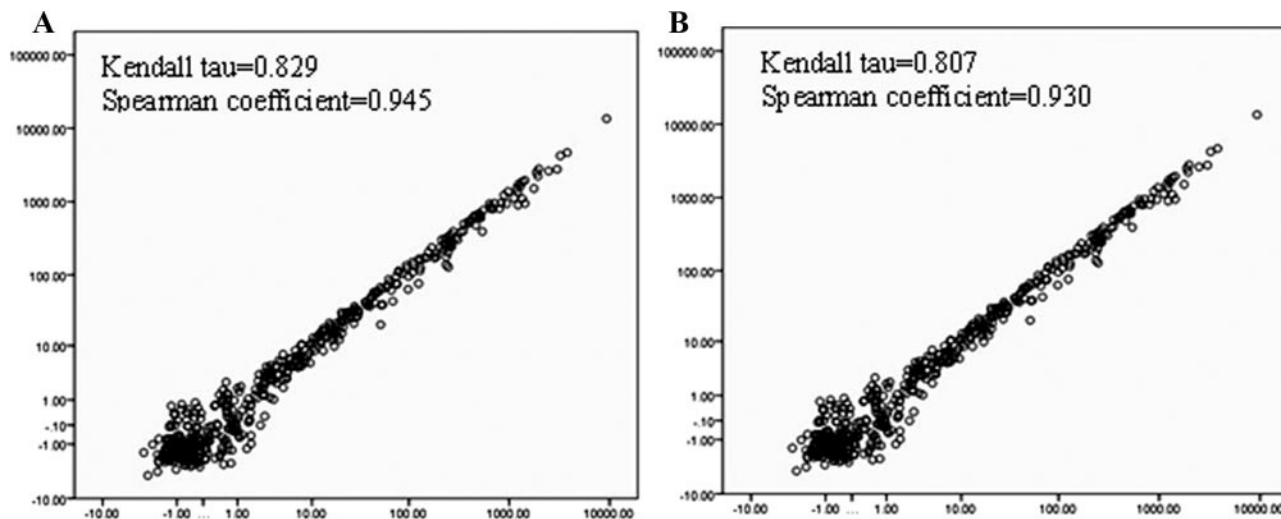 A
Kendall tau=0.829
Spearman coefficient=0.945
100000.00
10000.00
1000.00
100.00
10.00
1.00
-.10
-1.00
-10.00
-10.00 -1.00 ... 1.00 10.00 100.00 1000.00 10000.00
B
Kendall tau=0.807
Spearman coefficient=0.930
100000.00
10000.00
1000.00
100.00
10.00
1.00
-.10
-1.00
-10.00
-10.00 -1.00 ... 1.00 10.00 100.00 1000.00 10000.00